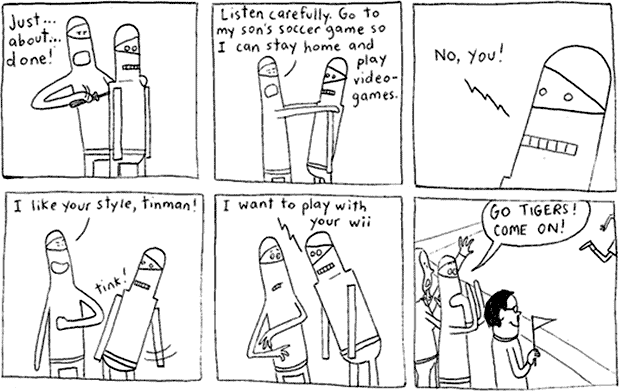 Just...
about...
done!
Listen carefully. Go to
my son's soccer game so
I can stay home and
play
video-
games.
No, you!
I like your style, tinman!
tink!
I want to play with
your wii
GO TIGERS!
COME ON!